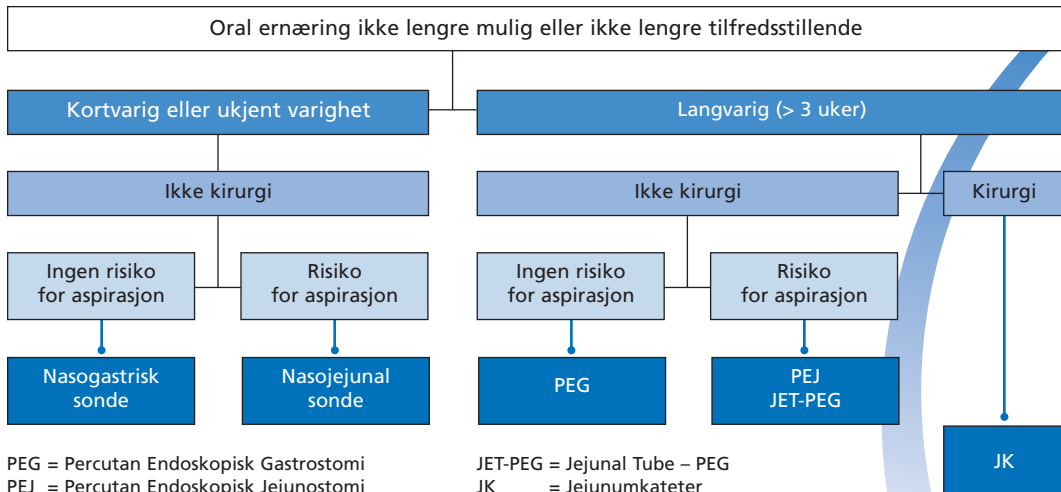 Oral ernæring ikke lengre mulig eller ikke lengre tilfredsstillende
Kortvarig eller ukjent varighet
Langvarig (> 3 uker)
Ikke kirurgi
Ikke kirurgi
Kirurgi
Ingen risiko
for aspirasjon
Risiko
for aspirasjon
Ingen risiko
for aspirasjon
Risiko
for aspirasjon
Nasogastrisk
sonde
Nasojejunal
sonde
PEG
PEJ
JET-PEG
JK
PEG = Percutan Endoskopisk Gastrostomi
PEJ = Percutan Endoskopisk Jejunostomi
JET-PEG = Jejunal Tube – PEG
JK = Jejunumkateter